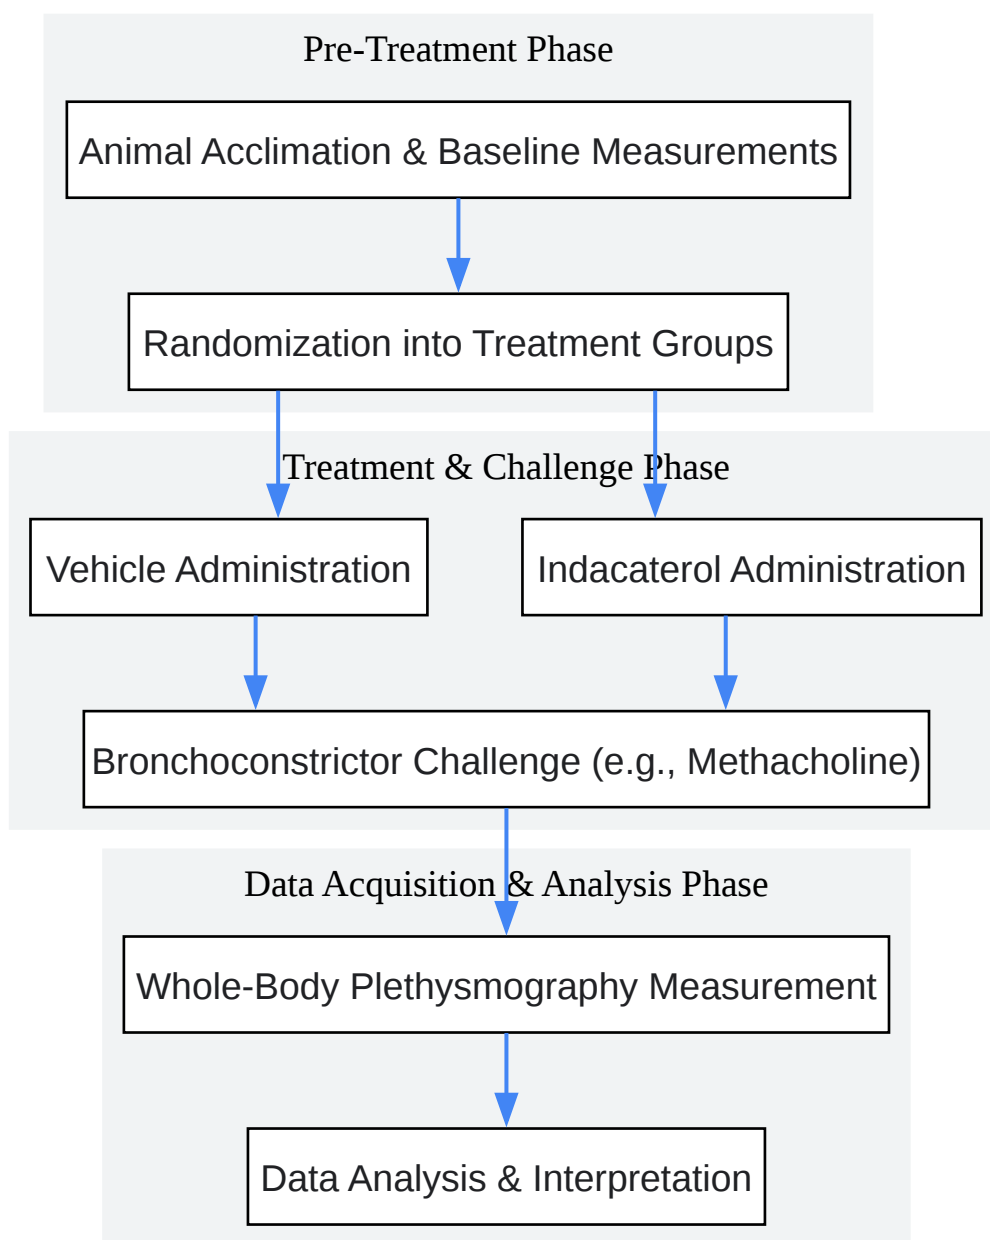 Pre-Treatment Phase
Animal Acclimation & Baseline Measurements
Randomization into Treatment Groups
Treatment & Challenge Phase
Vehicle Administration
Indacaterol Administration
Bronchoconstrictor Challenge (e.g., Methacholine)
Data Acquisition & Analysis Phase
Whole-Body Plethysmography Measurement
Data Analysis & Interpretation